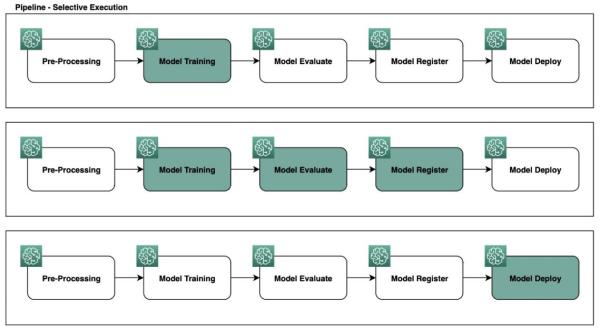 Pipeline - Selective Execution
Pre-Processing
Model Training
Model Evaluate
Model Register
Model Deploy
Pre-Processing
Model Training
Model Evaluate
Model Register
Model Deploy
Pre-Processing
Model Training
Model Evaluate
Model Register
Model Deploy